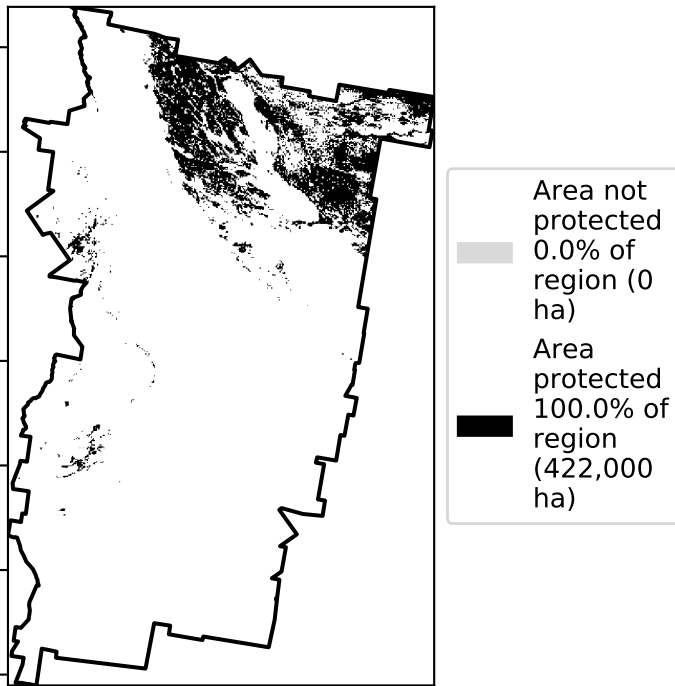 Area not
protected
0.0% of
region (0
ha)
Area
protected
100.0% of
region
(422,000
ha)